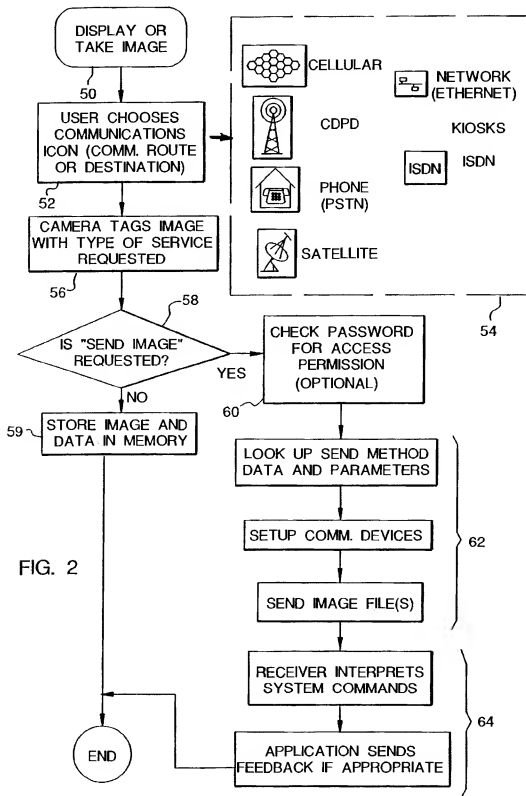 DISPLAY OR
TAKE IMAGE
50
USER CHOOSES
COMMUNICATIONS
ICON (COMM. ROUTE
OR DESTINATION)
52
CELLULAR
CDPD
PHONE
(PSTN)
SATELLITE
NETWORK
(ETHERNET)
KIOSKS
ISDN
ISDN
54
CAMERA TAGS IMAGE
WITH TYPE OF SERVICE
REQUESTED
56
58
IS "SEND IMAGE"
REQUESTED?
YES
NO
59
STORE IMAGE AND
DATA IN MEMORY
CHECK PASSWORD
FOR ACCESS
PERMISSION
(OPTIONAL)
60
LOOK UP SEND METHOD
DATA AND PARAMETERS
SETUP COMM. DEVICES
SEND IMAGE FILE(S)
62
RECEIVER INTERPRETS
SYSTEM COMMANDS
APPLICATION SENDS
FEEDBACK IF APPROPRIATE
64
FIG. 2
END